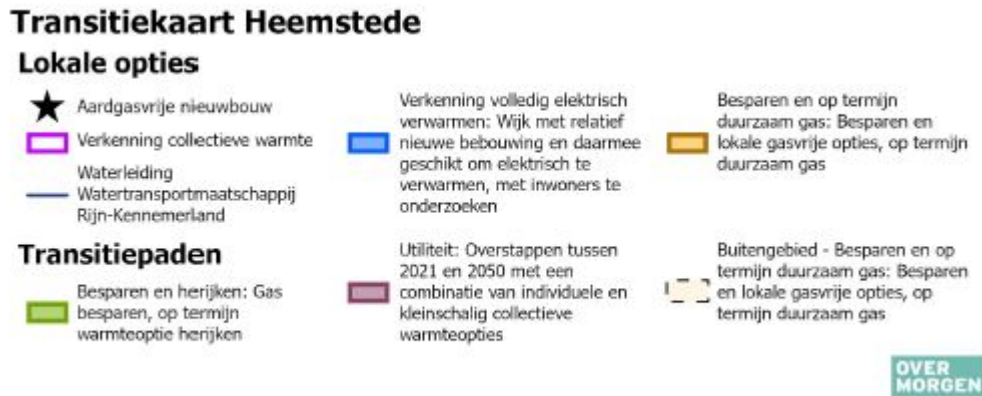 Transitiekaart Heemstede
Lokale opties
Aardgasvrije nieuwbouw
Verkenning collectieve warmte
Waterleiding
Watertransportmaatschappij
Rijn-Kennemerland
Transitiepaden
Besparen en herijken: Gas
besparen, op termijn
warmteoptie herijken
Verkenning volledig elektrisch
verwarmen: Wijk met relatief
nieuwe bebouwing en daarmee
geschikt om elektrisch te
verwarmen, met inwoners te
onderzoeken
Utiliteit: Overstappen tussen
2021 en 2050 met een
combinatie van individuele en
kleinschalig collectieve
warmteopties
Besparen en op termijn
duurzaam gas: Besparen en
lokale gasvrije opties, op termijn
duurzaam gas
Buitengebied - Besparen en op
termijn duurzaam gas: Besparen
en lokale gasvrije opties, op
termijn duurzaam gas
OVER
MORGEN